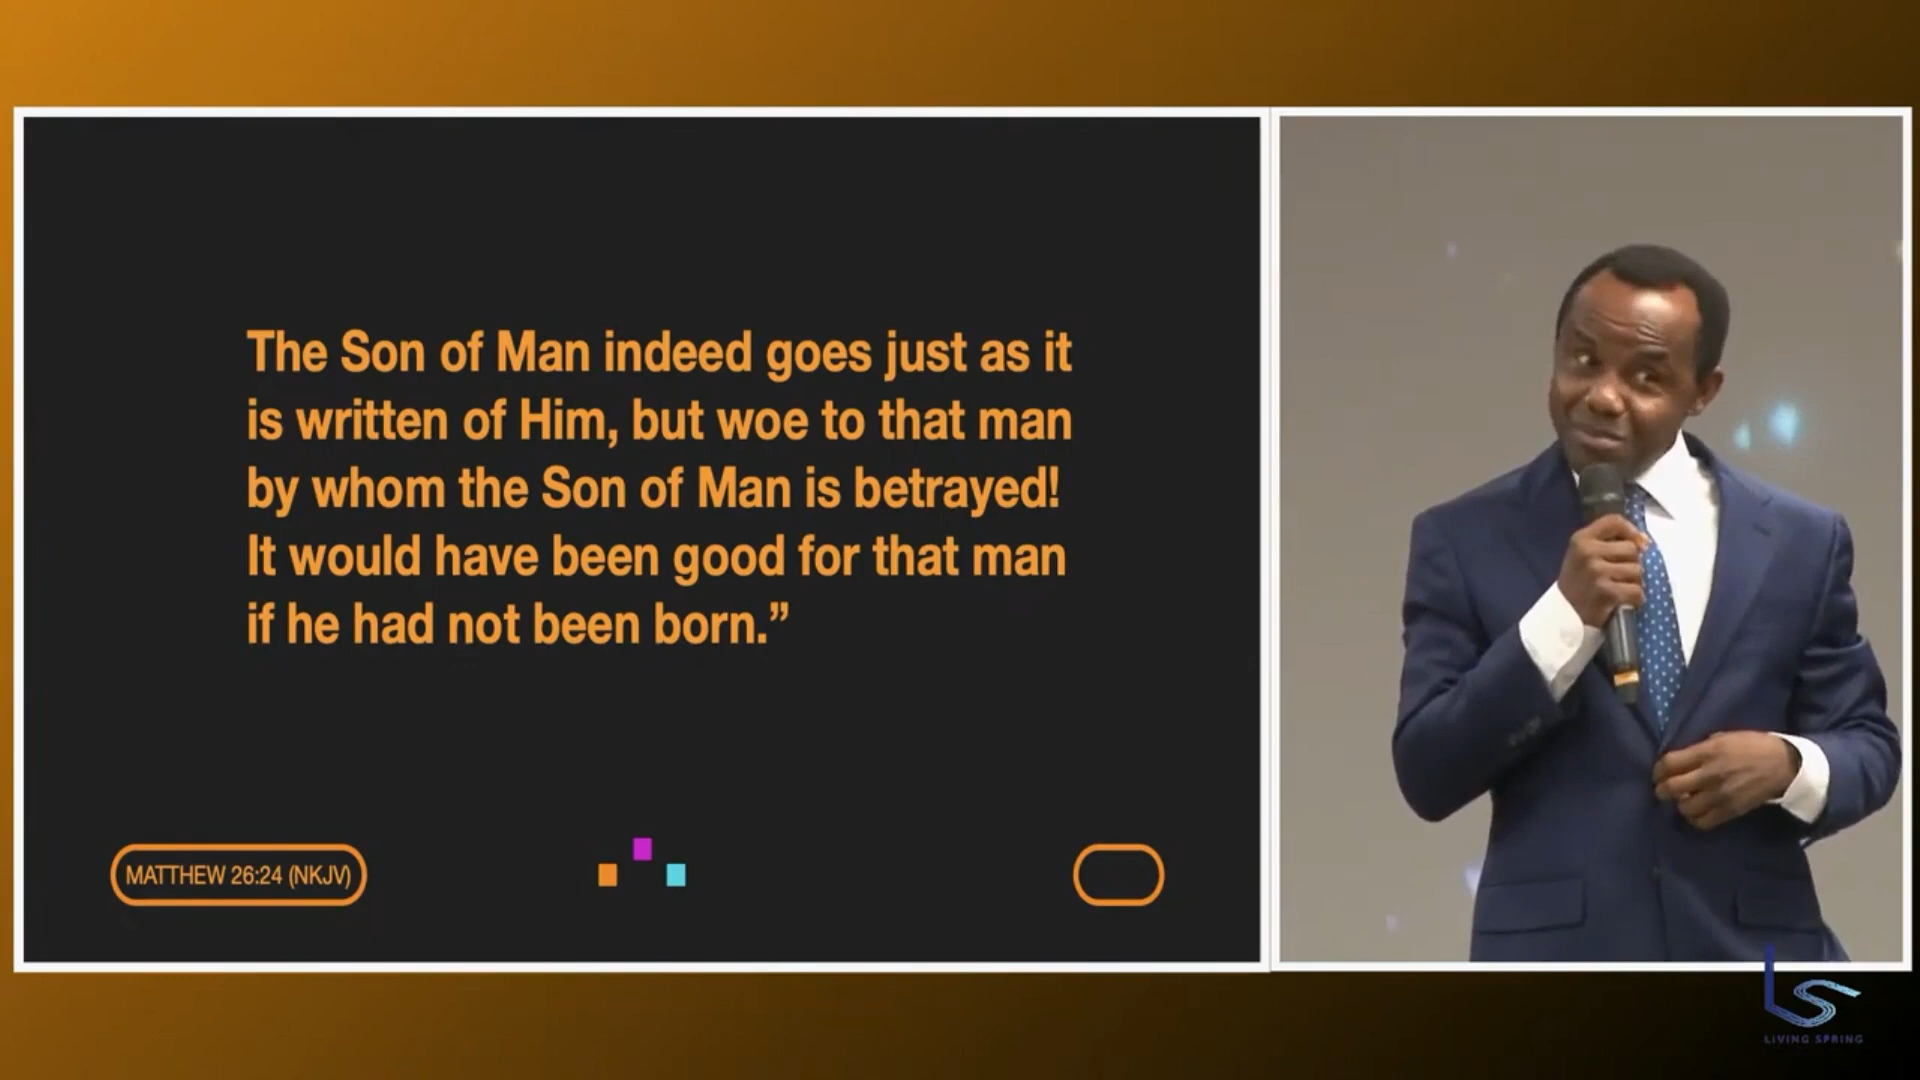 The Son of Man indeed goes just as it
is written of Him, but woe to that man
by whom the Son of Man is betrayed!
It would have been good for that man
if he had not been born.”
MATTHEW 26:24 (NKJV)
LS
LIVING SPRING